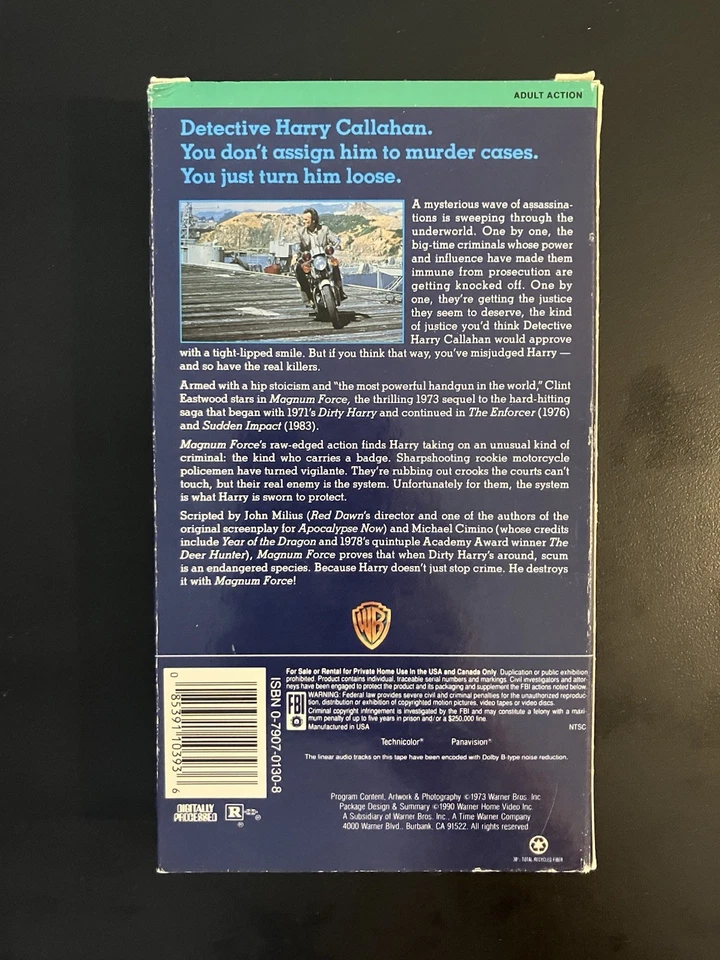 ADULT ACTION
Detective Harry Callahan.
You don't assign him to murder cases.
You just turn him loose.
A mysterious wave of assassina-
tions is sweeping through the
underworld. One by one, the
big-time criminals whose power
and influence have made them
immune from prosecution are
getting knocked off. One by
one, they're getting the justice
they seem to deserve, the kind
of justice you'd think Detective
Harry Callahan would approve
with a tight-lipped smile. But if you think that way, you've misjudged Harry —
and so have the real killers.
Armed with a hip stoicism and "the most powerful handgun in the world," Clint
Eastwood stars in Magnum Force, the thrilling 1973 sequel to the hard-hitting
saga that began with 1971's Dirty Harry and continued in The Enforcer (1976)
and Sudden Impact (1983).
Magnum Force's raw-edged action finds Harry taking on an unusual kind of
criminal: the kind who carries a badge. Sharpshooting rookie motorcycle
policemen have turned vigilante. They're rubbing out crooks the courts can't
touch, but their real enemy is the system. Unfortunately for them, the system
is what Harry is sworn to protect.
Scripted by John Milius (Red Dawn's director and one of the authors of the
original screenplay for Apocalypse Now) and Michael Cimino (whose credits
include Year of the Dragon and 1978's quintuple Academy Award winner The
Deer Hunter), Magnum Force proves that when Dirty Harry's around, scum
is an endangered species. Because Harry doesn't just stop crime. He destroys
it with Magnum Force!
WB
0 85391 10393 6
ISBN 0-7907-0130-8
For Sale or Rental for Private Home Use in the USA and Canada Only. Duplication or public exhibition
prohibited. Product contains individual, traceable serial numbers and markings. Civil investigators and attor-
neys have been engaged to protect the product and its packaging and supplement the FBI actions noted below.
FBI
WARNING: Federal law provides severe civil and criminal penalties for the unauthorized reproduc-
tion, distribution or exhibition of copyrighted motion pictures, video tapes or video discs.
Criminal copyright infringement is investigated by the FBI and may constitute a felony with a maxi-
mum penalty of up to five years in prison and/or a $250,000 fine.
Manufactured in USA
NTSC
Technicolor® Panavision®
The linear audio tracks on this tape have been encoded with Dolby B-type noise reduction.
DIGITALLY
PROCESSED
R
Program Content, Artwork & Photography ©1973 Warner Bros. Inc.
Package Design & Summary ©1990 Warner Home Video Inc.
A Subsidiary of Warner Bros. Inc., A Time Warner Company
4000 Warner Blvd., Burbank, CA 91522. All rights reserved
TOTAL RECYCLED FIBER